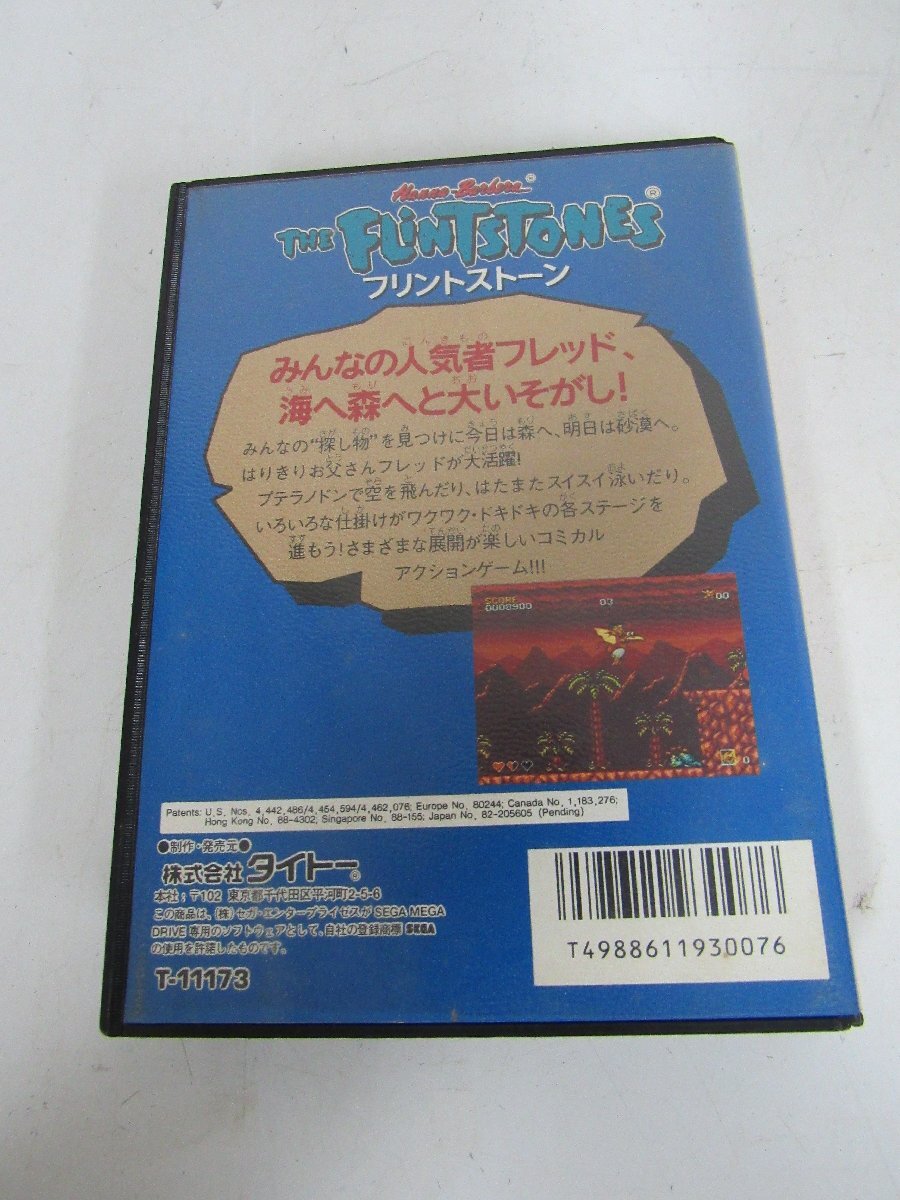 Hanna-Barbera®
THE FLINTSTONES®
フリントストーン
みんなの人気者フレッド、
海へ森へと大いそがし!
みんなの"探し物"を見つけに今日は森へ、明日は砂漠へ。
はりきりお父さんフレッドが大活躍!
プテラノドンで空を飛んだり、はたまたスイスイ泳いだり。
いろいろな仕掛けがワクワク・ドキドキの各ステージを
進もう!さまざまな展開が楽しいコミカル
アクションゲーム!!!
SCORE
0008900
03
00
0
Patents: U.S. Nos. 4,442,486/4,454,594/4,462,076; Europe No. 80244; Canada No. 1,183,276;
Hong Kong No. 88-4302; Singapore No. 88-155; Japan No. 82-205605 (Pending)
●制作・発売元●
株式会社 タイトー®
本社:〒102 東京都千代田区平河町2-5-6
この商品は、(株)セガ・エンタープライゼスが SEGA MEGA
DRIVE 専用のソフトウェアとして、自社の登録商標 SEGA
の使用を許諾したものです。
T-11173
T4988611930076